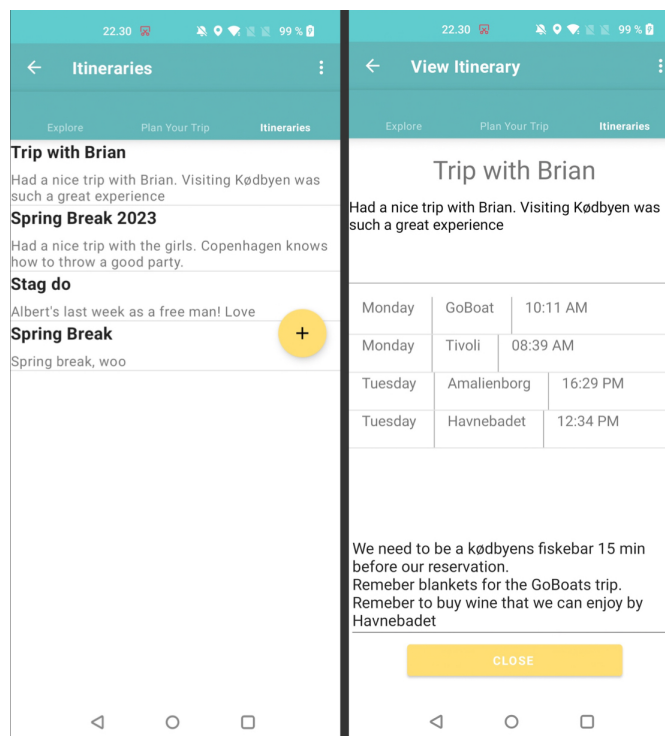 22.30 99 %
Itineraries
Explore Plan Your Trip Itineraries
Trip with Brian
Had a nice trip with Brian. Visiting Kødbyen was
such a great experience
Spring Break 2023
Had a nice trip with the girls. Copenhagen knows
how to throw a good party.
Stag do
Albert's last week as a free man! Love
Spring Break
Spring break, woo
+
22.30 99 %
View Itinerary
Explore Plan Your Trip Itineraries
Trip with Brian
Had a nice trip with Brian. Visiting Kødbyen was
such a great experience
Monday GoBoat 10:11 AM
Monday Tivoli 08:39 AM
Tuesday Amalienborg 16:29 PM
Tuesday Havnebadet 12:34 PM
We need to be a kødbyens fiskebar 15 min
before our reservation.
Remeber blankets for the GoBoats trip.
Remeber to buy wine that we can enjoy by
Havnebadet
CLOSE